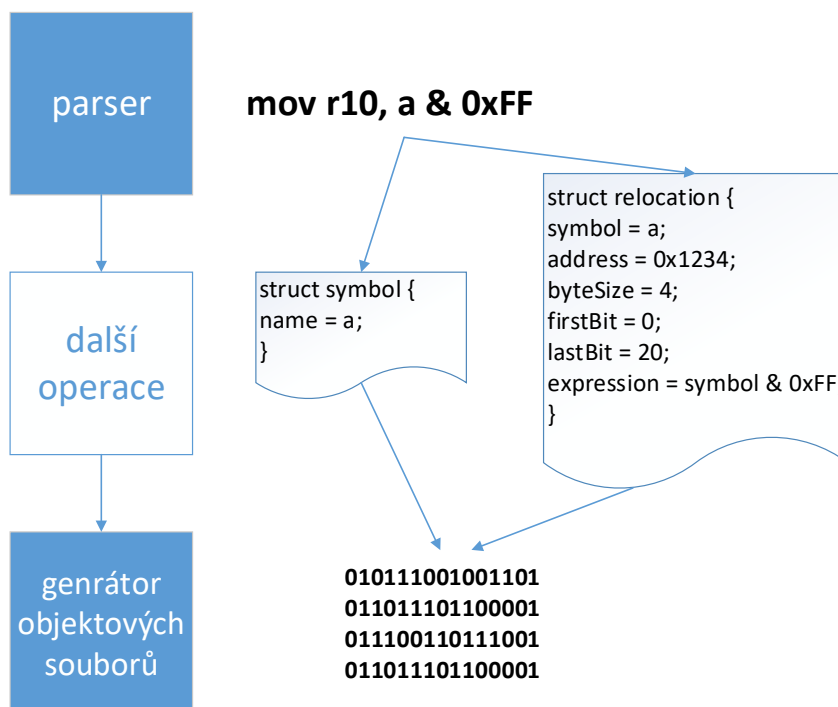 parser
mov r10, a & 0xFF
struct relocation {
symbol = a;
address = 0x1234;
byteSize = 4;
firstBit = 0;
lastBit = 20;
expression = symbol & 0xFF
}
struct symbol {
name = a;
}
další
operace
genrátor
objektových
souborů
010111001001101
011011101100001
011100110111001
011011101100001